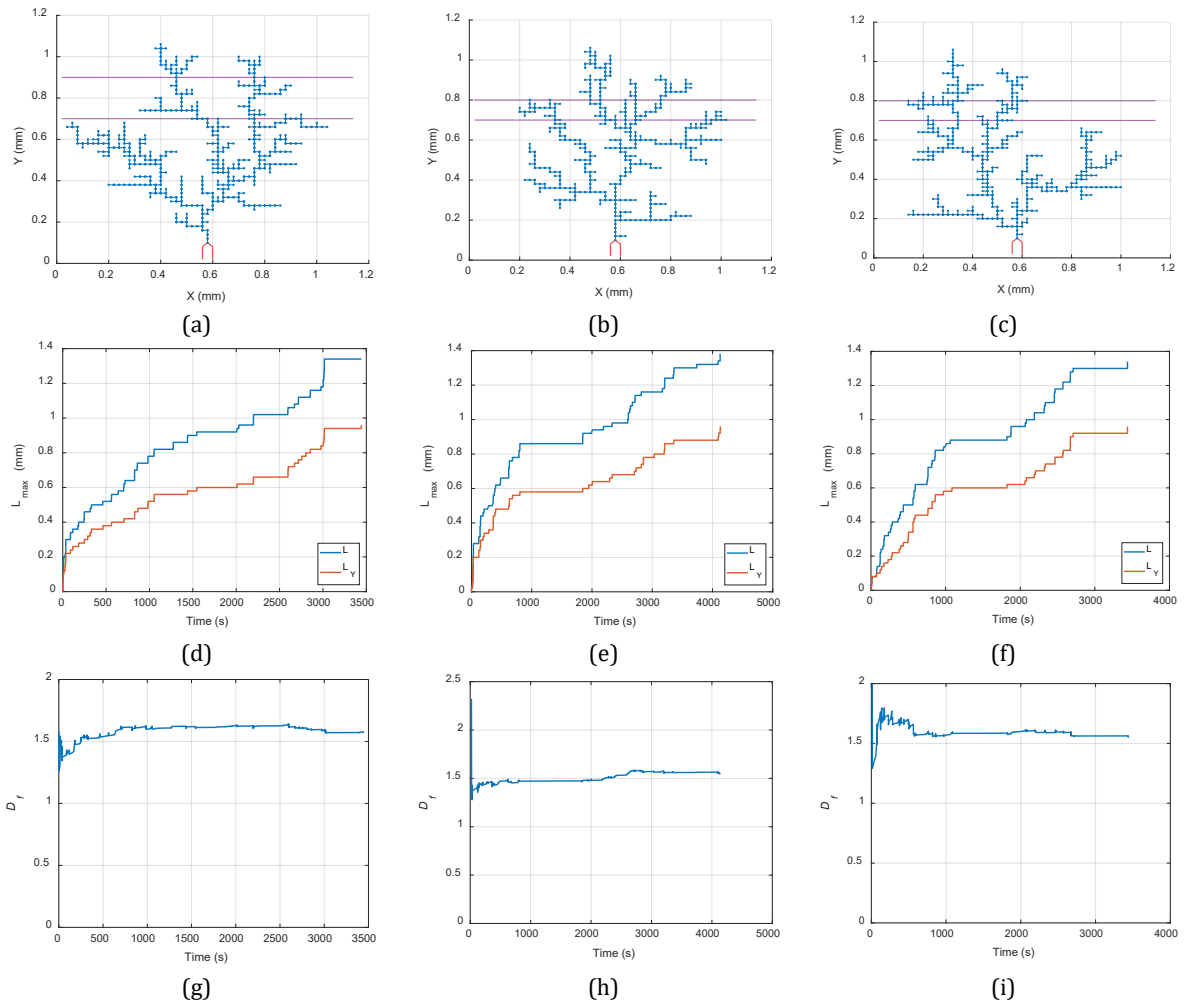 1.2
1
0.8
0.6
0.4
0.2
0
Y (mm)
0 0.2 0.4 0.6 0.8 1 1.2
X (mm)
(a)
1.2
1
0.8
0.6
0.4
0.2
0
Y (mm)
0 0.2 0.4 0.6 0.8 1 1.2
X (mm)
(b)
1.2
1
0.8
0.6
0.4
0.2
0
Y (mm)
0 0.2 0.4 0.6 0.8 1 1.2
X (mm)
(c)
1.4
1.2
1
0.8
0.6
0.4
0.2
0
L max (mm)
L
L Y
0 500 1000 1500 2000 2500 3000 3500
Time (s)
(d)
1.4
1.2
1
0.8
0.6
0.4
0.2
0
L max (mm)
L
L Y
0 1000 2000 3000 4000 5000
Time (s)
(e)
1.4
1.2
1
0.8
0.6
0.4
0.2
0
L max (mm)
L
L Y
0 1000 2000 3000 4000
Time (s)
(f)
2
1.5
1
0.5
0
D f
0 500 1000 1500 2000 2500 3000 3500
Time (s)
(g)
2.5
2
1.5
1
0.5
0
D f
0 1000 2000 3000 4000 5000
Time (s)
(h)
2
1.5
1
0.5
0
D f
0 1000 2000 3000 4000
Time (s)
(i)